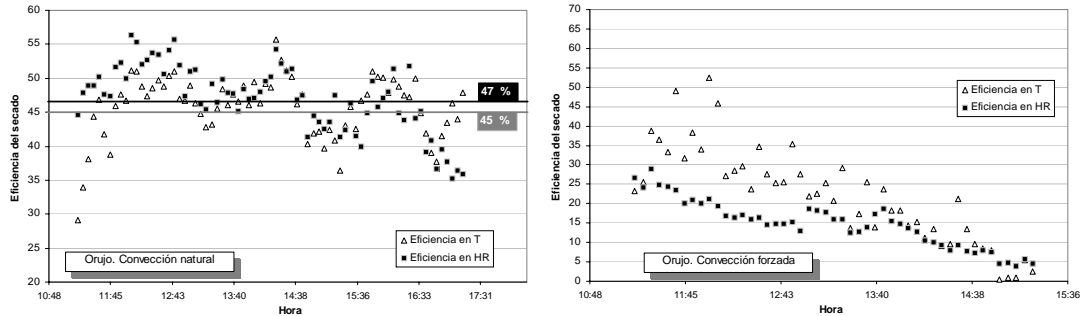 60
55
50
45
40
35
30
25
20
Eficiencia del secado
47 %
45 %
Eficiencia en T
Eficiencia en HR
Orujo. Convección natural
10:48 11:45 12:43 13:40 14:38 15:36 16:33 17:31
Hora
70
65
60
55
50
45
40
35
30
25
20
15
10
5
0
Eficiencia del secado
Eficiencia en T
Eficiencia en HR
Orujo. Convección forzada
10:48 11:45 12:43 13:40 14:38 15:36
Hora